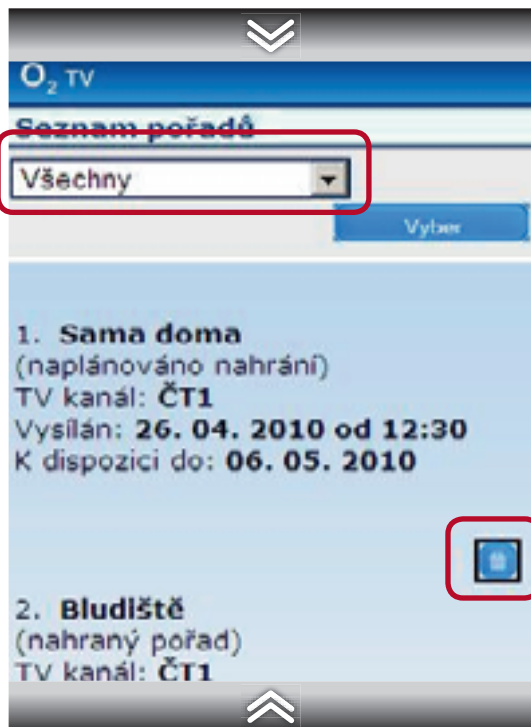 O2 TV
Seznam pořadů
Všechny
Vyber
1. Sama doma
(naplánováno nahrání)
TV kanál: ČT1
Vysílán: 26. 04. 2010 od 12:30
K dispozici do: 06. 05. 2010
2. Bludiště
(nahraný pořad)
TV kanál: ČT1